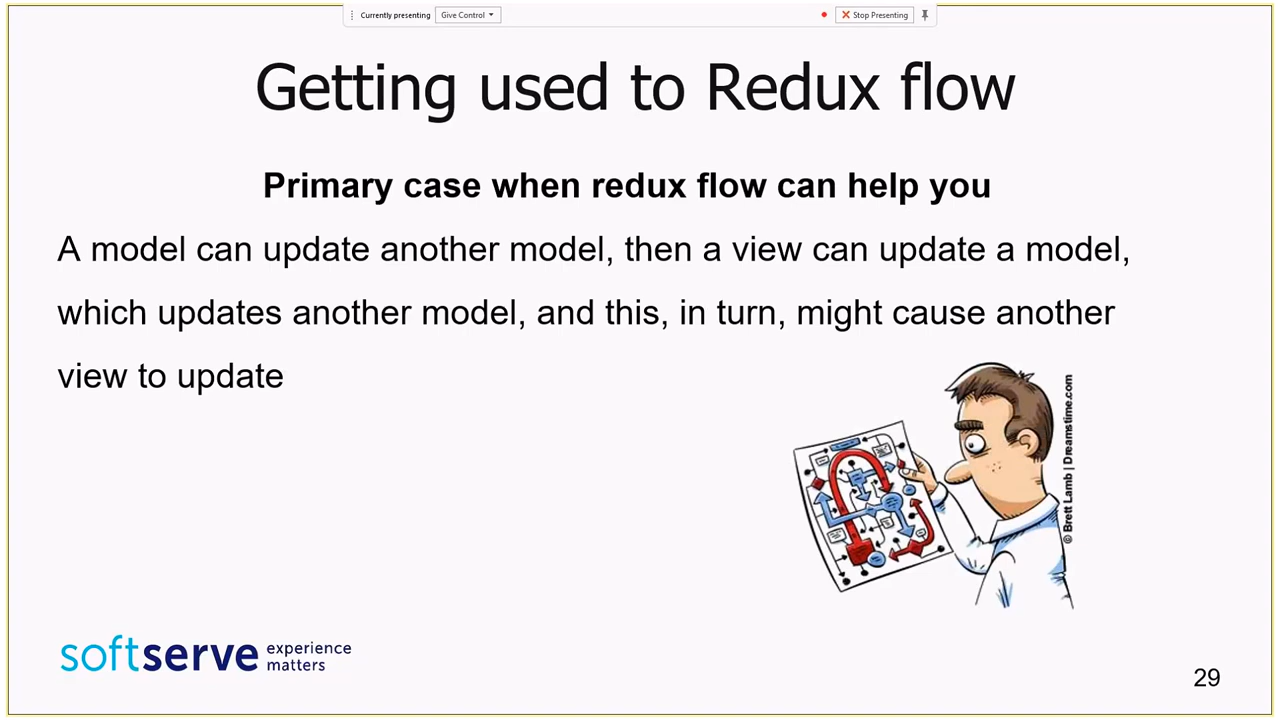 Currently presenting
Give Control
Stop Presenting
Getting used to Redux flow
Primary case when redux flow can help you
A model can update another model, then a view can update a model,
which updates another model, and this, in turn, might cause another
view to update
© Brett Lamb | Dreamstime.com
softserve
experience
matters
29